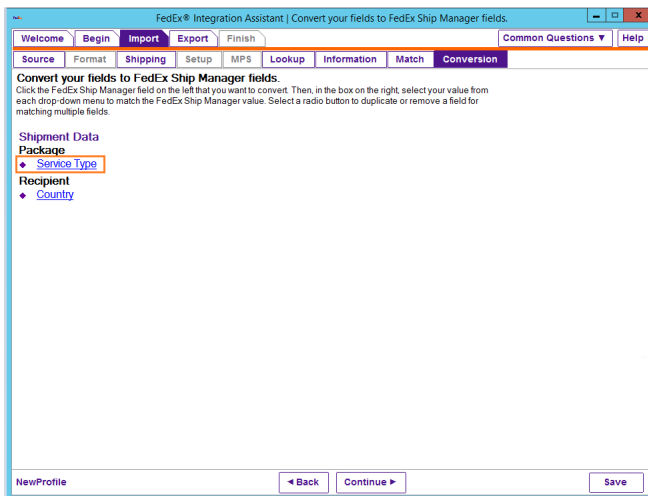 FedEx® Integration Assistant | Convert your fields to FedEx Ship Manager fields.
Welcome Begin Import Export Finish Common Questions ▼ Help
Source Format Shipping Setup MPS Lookup Information Match Conversion
Convert your fields to FedEx Ship Manager fields.
Click the FedEx Ship Manager field on the left that you want to convert. Then, in the box on the right, select your value from
each drop-down menu to match the FedEx Ship Manager value. Select a radio button to duplicate or remove a field for
matching multiple fields.
Shipment Data
Package
◆ Service Type
Recipient
◆ Country
NewProfile ◄ Back Continue ► Save